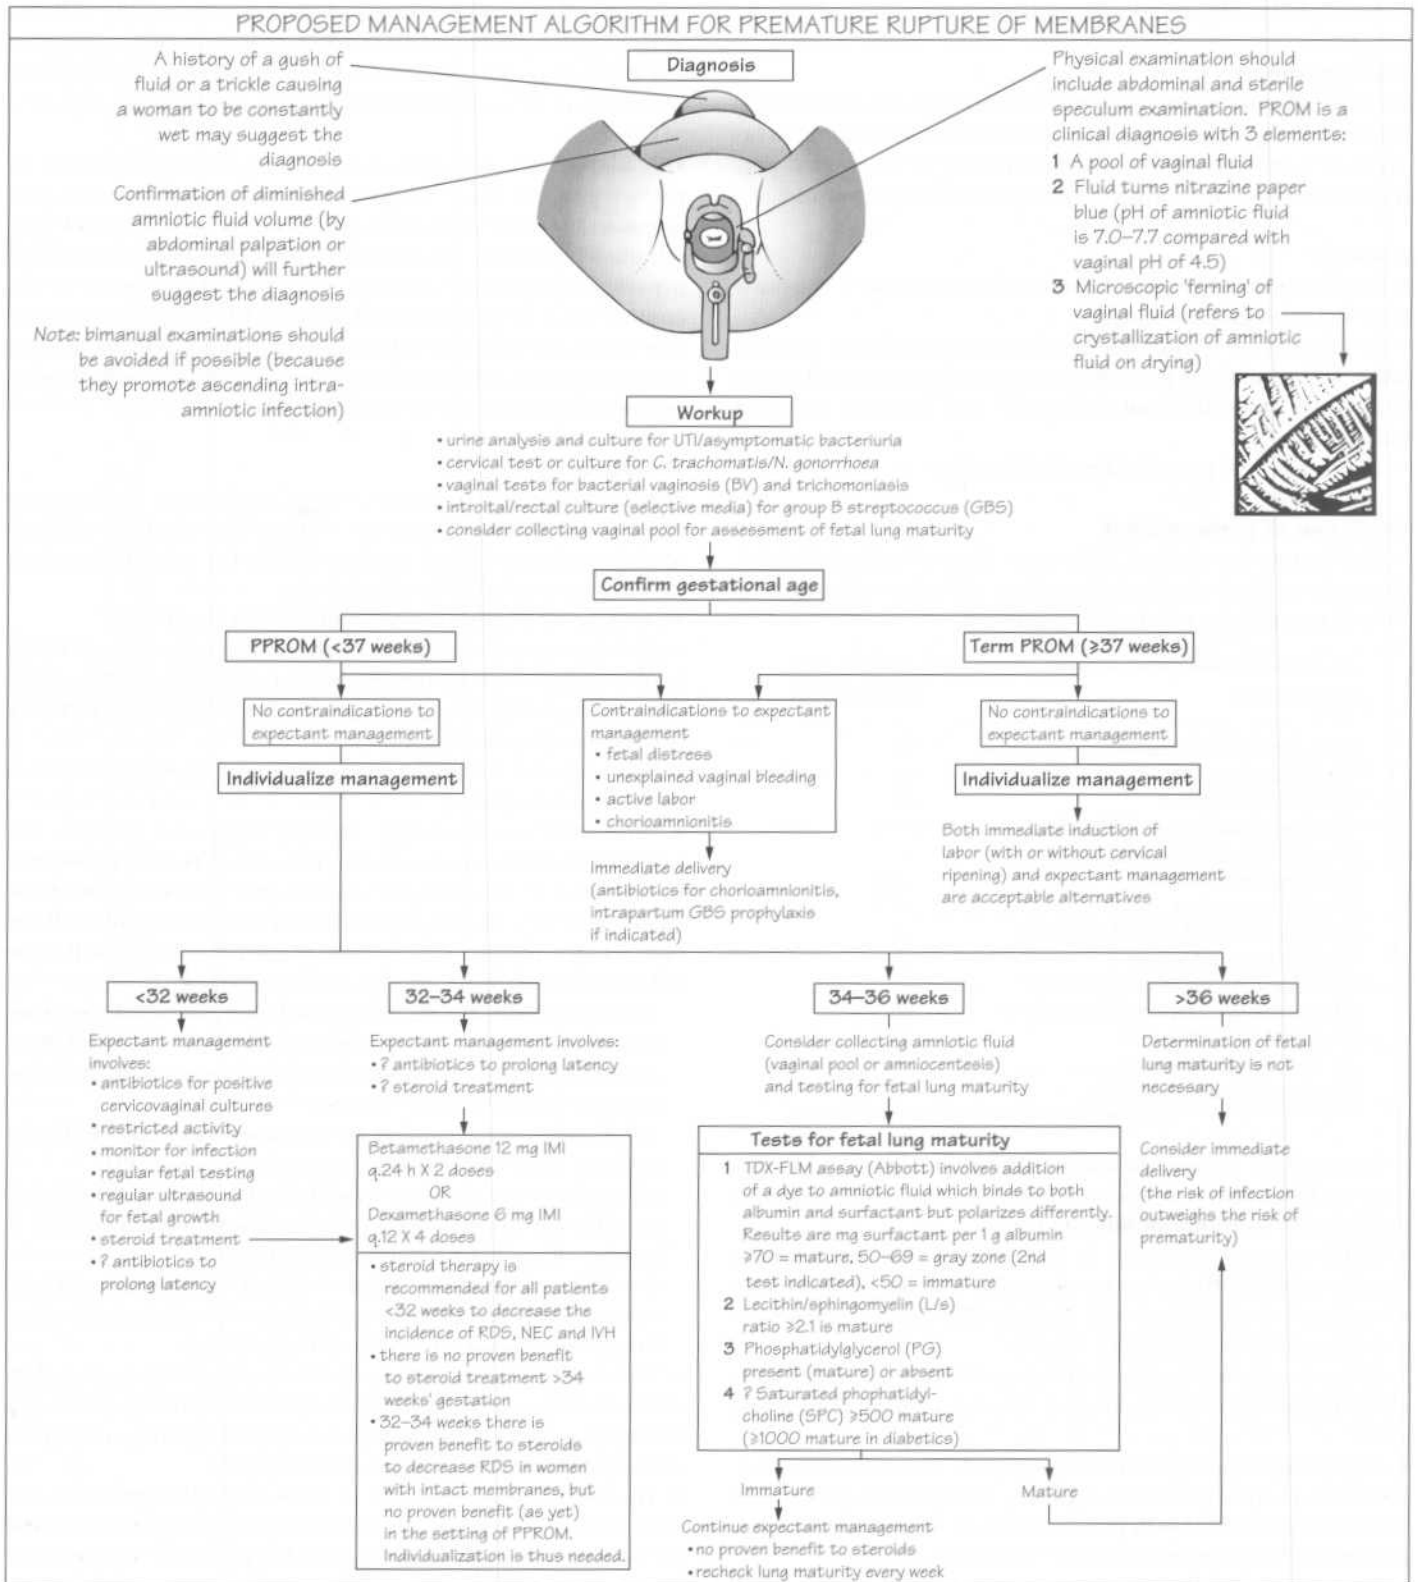 PROPOSED MANAGEMENT ALGORITHM FOR PREMATURE RUPTURE OF MEMBRANES
A history of a gush of
fluid or a trickle causing
a woman to be constantly
wet may suggest the
diagnosis
Confirmation of diminished
amniotic fluid volume (by
abdominal palpation or
ultrasound) will further
suggest the diagnosis
Note: bimanual examinations should
be avoided if possible (because
they promote ascending intra-
amniotic infection)
Diagnosis
Physical examination should
include abdominal and sterile
speculum examination. PROM is a
clinical diagnosis with 3 elements:
1 A pool of vaginal fluid
2 Fluid turns nitrazine paper
blue (pH of amniotic fluid
is 7.0–7.7 compared with
vaginal pH of 4.5)
3 Microscopic 'ferning' of
vaginal fluid (refers to
crystallization of amniotic
fluid on drying)
Workup
• urine analysis and culture for UTI/asymptomatic bacteriuria
• cervical test or culture for C. trachomatis/N. gonorrhoea
• vaginal tests for bacterial vaginosis (BV) and trichomoniasis
• introital/rectal culture (selective media) for group B streptococcus (GBS)
• consider collecting vaginal pool for assessment of fetal lung maturity
Confirm gestational age
PPROM (<37 weeks)
Term PROM (≥37 weeks)
No contraindications to
expectant management
Individualize management
Contraindications to expectant
management
• fetal distress
• unexplained vaginal bleeding
• active labor
• chorioamnionitis
Immediate delivery
(antibiotics for chorioamnionitis,
intrapartum GBS prophylaxis
if indicated)
No contraindications to
expectant management
Individualize management
Both immediate induction of
labor (with or without cervical
ripening) and expectant management
are acceptable alternatives
<32 weeks
Expectant management
involves:
• antibiotics for positive
cervicovaginal cultures
• restricted activity
• monitor for infection
• regular fetal testing
• regular ultrasound
for fetal growth
• steroid treatment
• ? antibiotics to
prolong latency
32–34 weeks
Expectant management involves:
• ? antibiotics to prolong latency
• ? steroid treatment
Betamethasone 12 mg IMI
q.24 h X 2 doses
OR
Dexamethasone 6 mg IMI
q.12 X 4 doses
• steroid therapy is
recommended for all patients
<32 weeks to decrease the
incidence of RDS, NEC and IVH
• there is no proven benefit
to steroid treatment >34
weeks' gestation
• 32–34 weeks there is
proven benefit to steroids
to decrease RDS in women
with intact membranes, but
no proven benefit (as yet)
in the setting of PPROM.
Individualization is thus needed.
34–36 weeks
Consider collecting amniotic fluid
(vaginal pool or amniocentesis)
and testing for fetal lung maturity
Tests for fetal lung maturity
1 TDX-FLM assay (Abbott) involves addition
of a dye to amniotic fluid which binds to both
albumin and surfactant but polarizes differently.
Results are mg surfactant per 1 g albumin
≥70 = mature, 50–69 = gray zone (2nd
test indicated), <50 = immature
2 Lecithin/sphingomyelin (L/s)
ratio ≥2.1 is mature
3 Phosphatidylglycerol (PG)
present (mature) or absent
4 ? Saturated phophatidyl-
choline (SPC) ≥500 mature
(≥1000 mature in diabetics)
Immature
Mature
Continue expectant management
• no proven benefit to steroids
• recheck lung maturity every week
>36 weeks
Determination of fetal
lung maturity is not
necessary
Consider immediate
delivery
(the risk of infection
outweighs the risk of
prematurity)